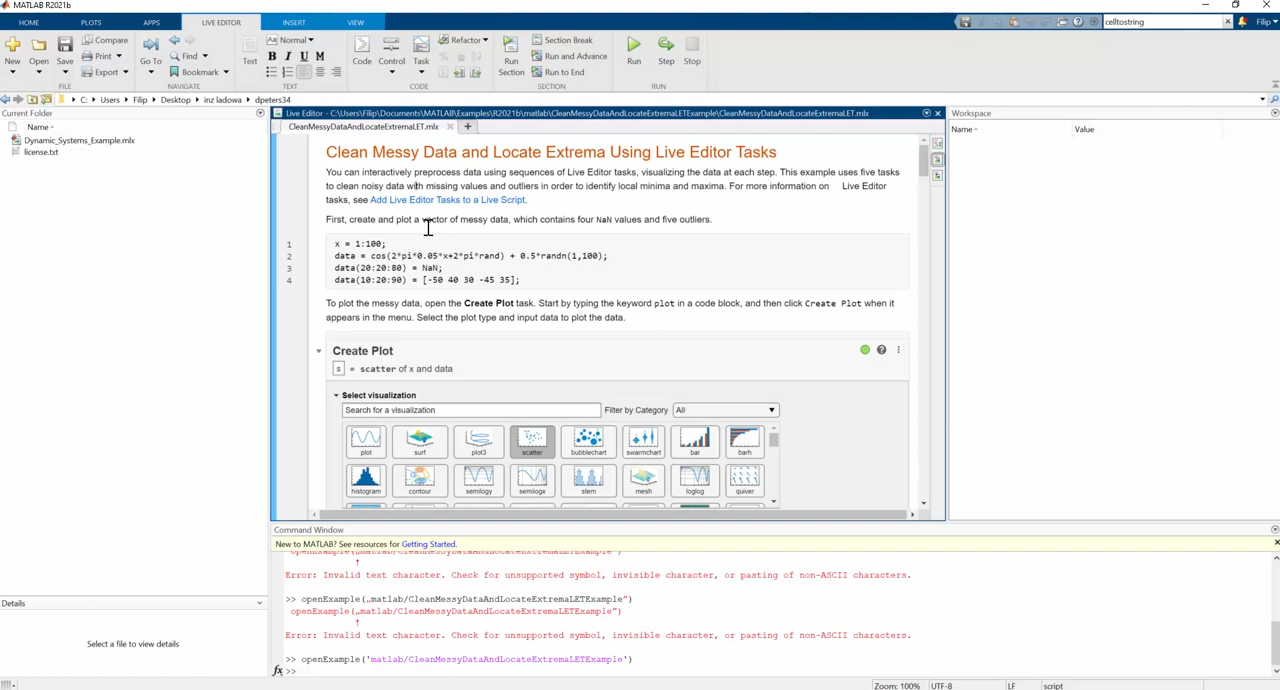 MATLAB R2021b
HOME PLOTS APPS LIVE EDITOR INSERT VIEW
celltostring
Filip
New Open Save
Compare
Print
Export
FILE
Go To
Find
Bookmark
NAVIGATE
Text
Normal
B I U M
TEXT
Code Control Task
Refactor
CODE
Run Section
Section Break
Run and Advance
Run to End
SECTION
Run Step Stop
RUN
C: Users Filip Desktop inz ladowa dpeters34
Current Folder
Name
Dynamic_Systems_Example.mlx
license.txt
Details
Select a file to view details
Live Editor - C:\Users\Filip\Documents\MATLAB\Examples\R2021b\matlab\CleanMessyDataAndLocateExtremaLETExample\CleanMessyDataAndLocateExtremaLET.mlx
CleanMessyDataAndLocateExtremaLET.mlx
Clean Messy Data and Locate Extrema Using Live Editor Tasks
You can interactively preprocess data using sequences of Live Editor tasks, visualizing the data at each step. This example uses five tasks
to clean noisy data with missing values and outliers in order to identify local minima and maxima. For more information on Live Editor
tasks, see Add Live Editor Tasks to a Live Script.
First, create and plot a vector of messy data, which contains four NaN values and five outliers.
1 x = 1:100;
2 data = cos(2*pi*0.05*x+2*pi*rand) + 0.5*randn(1,100);
3 data(20:20:80) = NaN;
4 data(10:20:90) = [-50 40 30 -45 35];
To plot the messy data, open the Create Plot task. Start by typing the keyword plot in a code block, and then click Create Plot when it
appears in the menu. Select the plot type and input data to plot the data.
Create Plot
s = scatter of x and data
Select visualization
Search for a visualization Filter by Category All
plot surf plot3 scatter bubblechart swarmchart bar barh
histogram contour semilogy semilogx stem mesh loglog quiver
Workspace
Name Value
Command Window
New to MATLAB? See resources for Getting Started.
openExample(„matlab/CleanMessyDataAndLocateExtremaLETExample”)
↑
Error: Invalid text character. Check for unsupported symbol, invisible character, or pasting of non-ASCII characters.
>> openExample(„matlab/CleanMessyDataAndLocateExtremaLETExample”)
openExample(„matlab/CleanMessyDataAndLocateExtremaLETExample”)
↑
Error: Invalid text character. Check for unsupported symbol, invisible character, or pasting of non-ASCII characters.
>> openExample('matlab/CleanMessyDataAndLocateExtremaLETExample')
fx >>
Zoom: 100% UTF-8 LF script